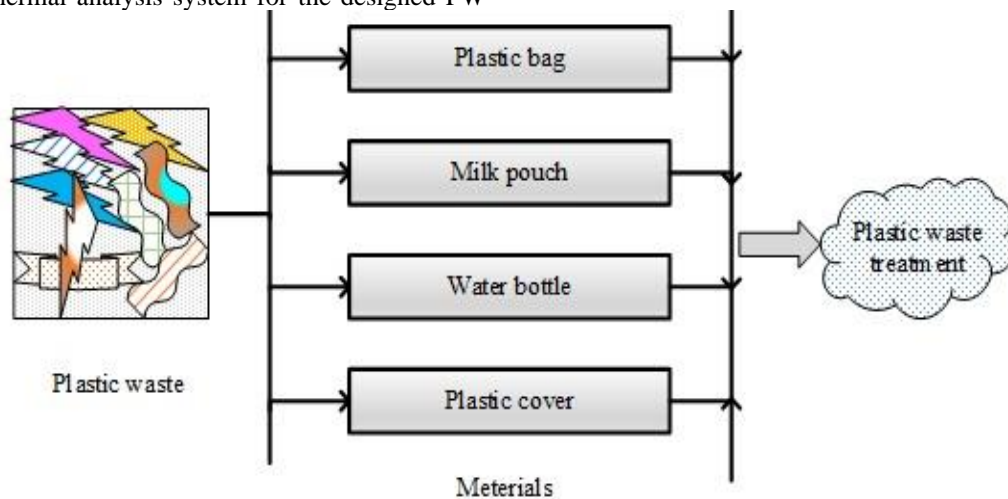 thermal analysis system for the designed PW
Plastic bag
Milk pouch
Water bottle
Plastic cover
Plastic waste
Plastic waste
treatment
Meterials